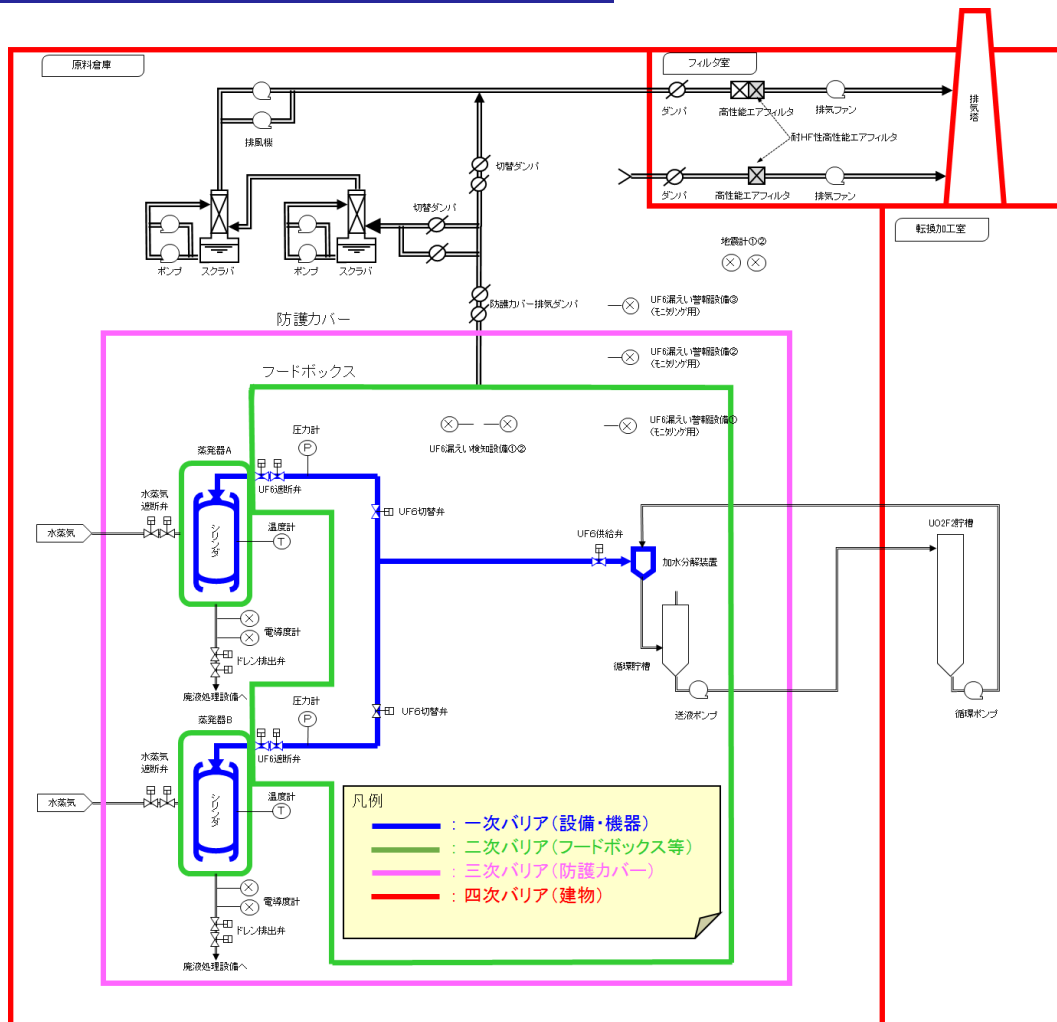 原料倉庫
フィルタ室
排風機
ダンパ
高性能エアフィルタ
排気ファン
耐HF性高性能エアフィルタ
排気塔
ダンパ
高性能エアフィルタ
排気ファン
切替ダンパ
切替ダンパ
ポンプ
スクラバ
ポンプ
スクラバ
転換加工室
地震計①②
防護カバー排気ダンパ
UF6漏えい警報設備③
(モニタリング用)
防護カバー
UF6漏えい警報設備②
(モニタリング用)
フードボックス
UF6漏えい警報設備①
(モニタリング用)
UF6漏えい検知設備①②
圧力計
P
蒸発器A
UF6遮断弁
水蒸気
遮断弁
水蒸気
シリンダ
温度計
T
UF6切替弁
UF6供給弁
加水分解装置
UO2F2貯槽
電導度計
ドレン排出弁
廃液処理設備へ
循環貯槽
送液ポンプ
循環ポンプ
圧力計
P
UF6切替弁
蒸発器B
UF6遮断弁
水蒸気
遮断弁
水蒸気
シリンダ
温度計
T
電導度計
ドレン排出弁
廃液処理設備へ
凡例
：一次バリア（設備・機器）
：二次バリア（フードボックス等）
：三次バリア（防護カバー）
：四次バリア（建物）